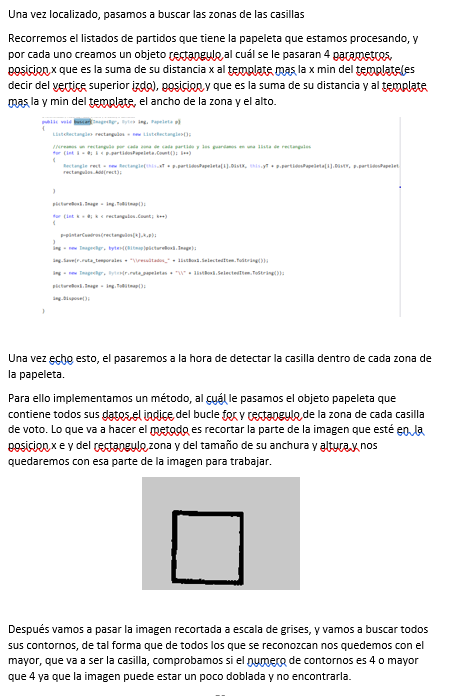 Una vez localizado, pasamos a buscar las zonas de las casillas
Recorremos el listados de partidos que tiene la papeleta que estamos procesando, y
por cada uno creamos un objeto rectangulo al cuál se le pasaran 4 parametros,
posicion x que es la suma de su distancia x al template mas la x min del template(es
decir del vertice superior izdo), posicion y que es la suma de su distancia y al template
mas la y min del template, el ancho de la zona y el alto.
public void buscar(Image<Bgr, Byte> img, Papeleta p)
{
List<Rectangle> rectangulos = new List<Rectangle>();
//creamos un rectangulo por cada zone de cada partido y los guardamos en una lista de rectangulos
for (int i = 0; i < p.partidosPapeleta.Count(); i++)
{
Rectangle rect = new Rectangle(this.xT + p.partidosPapeleta[i].DistX, this.yT + p.partidosPapeleta[i].DistY, p.partidosPapelet
rectangulos.Add(rect);
}
pictureBox1.Image = img.ToBitmap();
for (int k = 0; k < rectangulos.Count; k++)
{
p=pintarCuadros(rectangulos[k],k,p);
}
img = new Image<Bgr, byte>((Bitmap)pictureBox1.Image);
img.Save(r.ruta_temporales + "\\resultados_" + listBox1.SelectedItem.ToString());
img = new Image<Bgr, Byte>(r.ruta_papeletas + "\\" + listBox1.SelectedItem.ToString());
pictureBox1.Image = img.ToBitmap();
img.Dispose();
}
Una vez echo esto, el pasaremos a la hora de detectar la casilla dentro de cada zona de
la papeleta.
Para ello implementamos un método, al cuál le pasamos el objeto papeleta que
contiene todos sus datos,el indice del bucle for y rectangulo de la zona de cada casilla
de voto. Lo que va a hacer el metodo es recortar la parte de la imagen que esté en la
posicion x e y del rectangulo zona y del tamaño de su anchura y altura,y nos
quedaremos con esa parte de la imagen para trabajar.
Después vamos a pasar la imagen recortada a escala de grises, y vamos a buscar todos
sus contornos, de tal forma que de todos los que se reconozcan nos quedemos con el
mayor, que va a ser la casilla, comprobamos si el numero de contornos es 4 o mayor
que 4 ya que la imagen puede estar un poco doblada y no encontrarla.